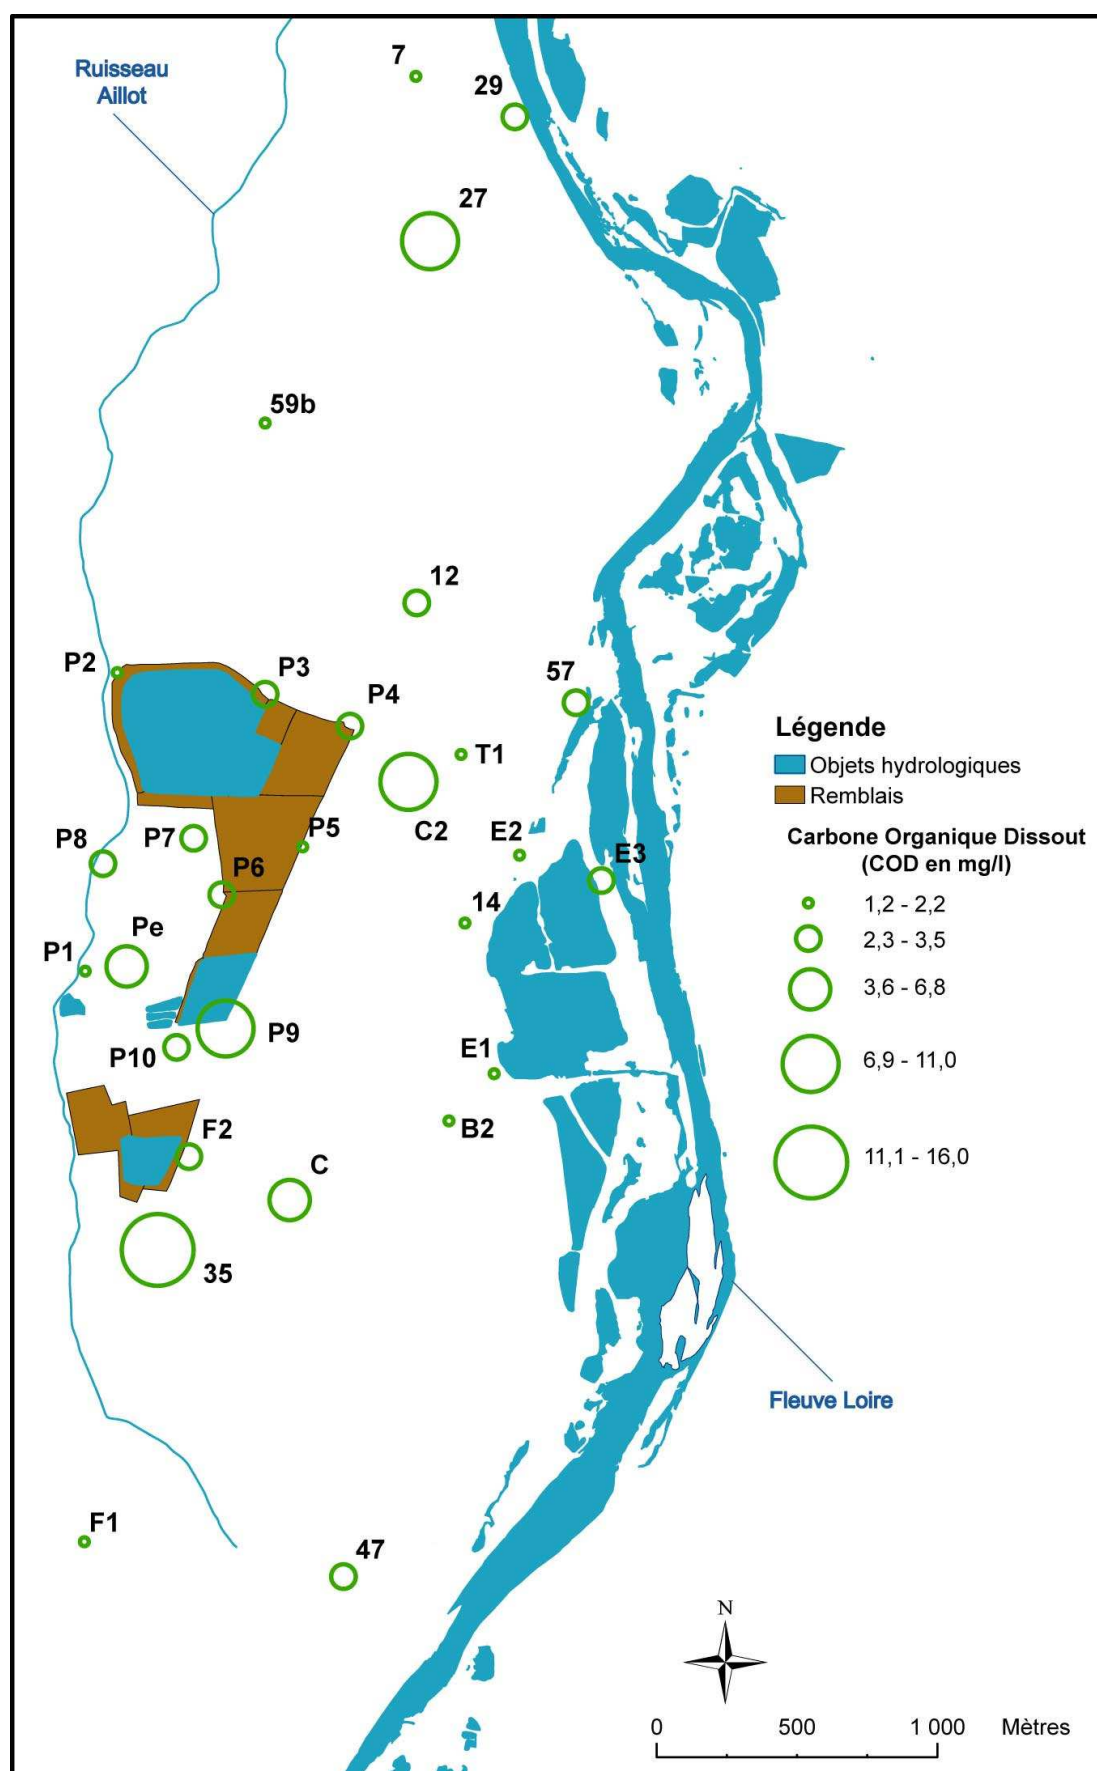 7
Ruisseau
Aillot
29
27
59b
12
P2
P3
57
P4
Légende
T1
Objets hydrologiques
Remblais
C2
P5
P7
P8
E2
E3
Carbone Organique Dissout
(COD en mg/l)
P6
1,2 - 2,2
14
Pe
2,3 - 3,5
P1
3,6 - 6,8
P9
P10
E1
6,9 - 11,0
F2
B2
C
11,1 - 16,0
35
Fleuve Loire
F1
47
N
0 500 1 000 Mètres